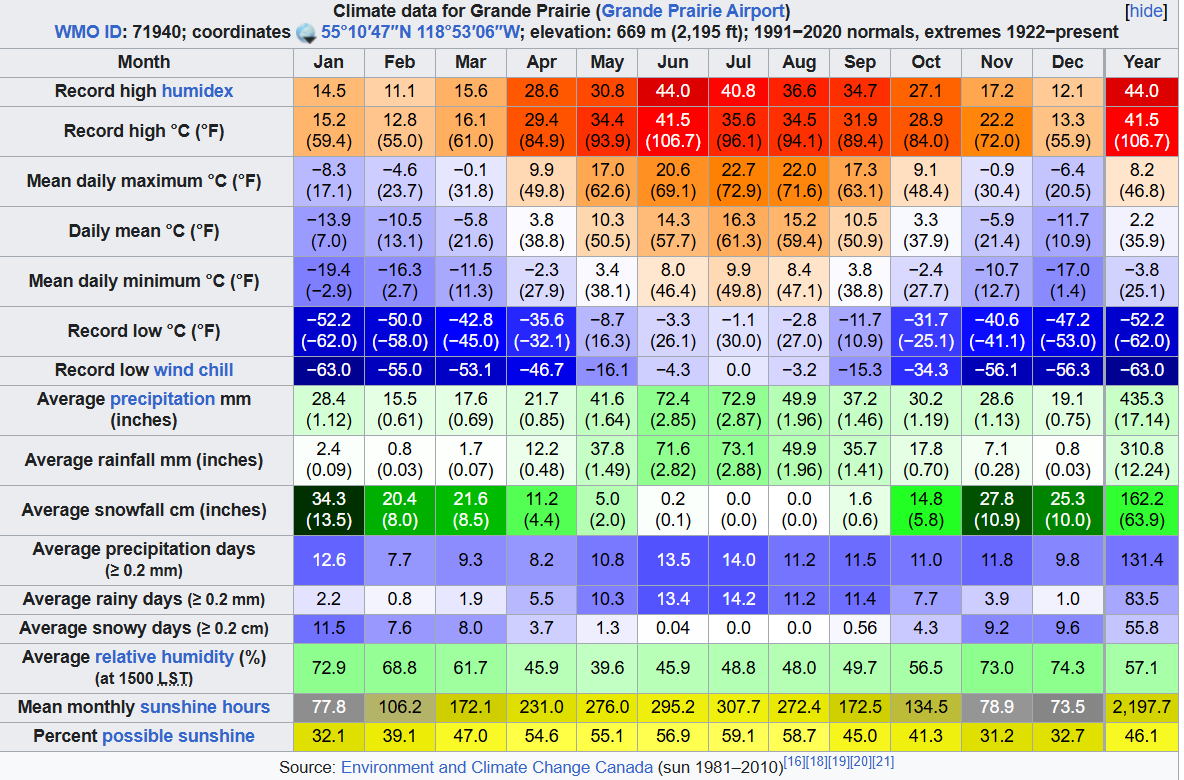 Climate data for Grande Prairie (Grande Prairie Airport) [hide]
WMO ID: 71940; coordinates 55°10′47″N 118°53′06″W; elevation: 669 m (2,195 ft); 1991−2020 normals, extremes 1922−present
Month Jan Feb Mar Apr May Jun Jul Aug Sep Oct Nov Dec Year
Record high humidex 14.5 11.1 15.6 28.6 30.8 44.0 40.8 36.6 34.7 27.1 17.2 12.1 44.0
Record high °C (°F) 15.2 12.8 16.1 29.4 34.4 41.5 35.6 34.5 31.9 28.9 22.2 13.3 41.5
(59.4) (55.0) (61.0) (84.9) (93.9) (106.7) (96.1) (94.1) (89.4) (84.0) (72.0) (55.9) (106.7)
Mean daily maximum °C (°F) −8.3 −4.6 −0.1 9.9 17.0 20.6 22.7 22.0 17.3 9.1 −0.9 −6.4 8.2
(17.1) (23.7) (31.8) (49.8) (62.6) (69.1) (72.9) (71.6) (63.1) (48.4) (30.4) (20.5) (46.8)
Daily mean °C (°F) −13.9 −10.5 −5.8 3.8 10.3 14.3 16.3 15.2 10.5 3.3 −5.9 −11.7 2.2
(7.0) (13.1) (21.6) (38.8) (50.5) (57.7) (61.3) (59.4) (50.9) (37.9) (21.4) (10.9) (35.9)
Mean daily minimum °C (°F) −19.4 −16.3 −11.5 −2.3 3.4 8.0 9.9 8.4 3.8 −2.4 −10.7 −17.0 −3.8
(−2.9) (2.7) (11.3) (27.9) (38.1) (46.4) (49.8) (47.1) (38.8) (27.7) (12.7) (1.4) (25.1)
Record low °C (°F) −52.2 −50.0 −42.8 −35.6 −8.7 −3.3 −1.1 −2.8 −11.7 −31.7 −40.6 −47.2 −52.2
(−62.0) (−58.0) (−45.0) (−32.1) (16.3) (26.1) (30.0) (27.0) (10.9) (−25.1) (−41.1) (−53.0) (−62.0)
Record low wind chill −63.0 −55.0 −53.1 −46.7 −16.1 −4.3 0.0 −3.2 −15.3 −34.3 −56.1 −56.3 −63.0
Average precipitation mm 28.4 15.5 17.6 21.7 41.6 72.4 72.9 49.9 37.2 30.2 28.6 19.1 435.3
(inches) (1.12) (0.61) (0.69) (0.85) (1.64) (2.85) (2.87) (1.96) (1.46) (1.19) (1.13) (0.75) (17.14)
Average rainfall mm (inches) 2.4 0.8 1.7 12.2 37.8 71.6 73.1 49.9 35.7 17.8 7.1 0.8 310.8
(0.09) (0.03) (0.07) (0.48) (1.49) (2.82) (2.88) (1.96) (1.41) (0.70) (0.28) (0.03) (12.24)
Average snowfall cm (inches) 34.3 20.4 21.6 11.2 5.0 0.2 0.0 0.0 1.6 14.8 27.8 25.3 162.2
(13.5) (8.0) (8.5) (4.4) (2.0) (0.1) (0.0) (0.0) (0.6) (5.8) (10.9) (10.0) (63.9)
Average precipitation days
(≥ 0.2 mm) 12.6 7.7 9.3 8.2 10.8 13.5 14.0 11.2 11.5 11.0 11.8 9.8 131.4
Average rainy days (≥ 0.2 mm) 2.2 0.8 1.9 5.5 10.3 13.4 14.2 11.2 11.4 7.7 3.9 1.0 83.5
Average snowy days (≥ 0.2 cm) 11.5 7.6 8.0 3.7 1.3 0.04 0.0 0.0 0.56 4.3 9.2 9.6 55.8
Average relative humidity (%)
(at 1500 LST) 72.9 68.8 61.7 45.9 39.6 45.9 48.8 48.0 49.7 56.5 73.0 74.3 57.1
Mean monthly sunshine hours 77.8 106.2 172.1 231.0 276.0 295.2 307.7 272.4 172.5 134.5 78.9 73.5 2,197.7
Percent possible sunshine 32.1 39.1 47.0 54.6 55.1 56.9 59.1 58.7 45.0 41.3 31.2 32.7 46.1
Source: Environment and Climate Change Canada (sun 1981–2010)[16][18][19][20][21]